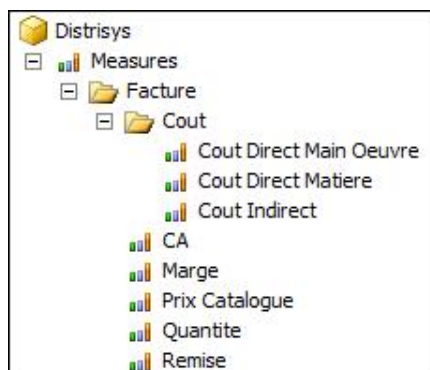 Distrisys
Measures
Facture
Cout
Cout Direct Main Oeuvre
Cout Direct Matiere
Cout Indirect
CA
Marge
Prix Catalogue
Quantite
Remise